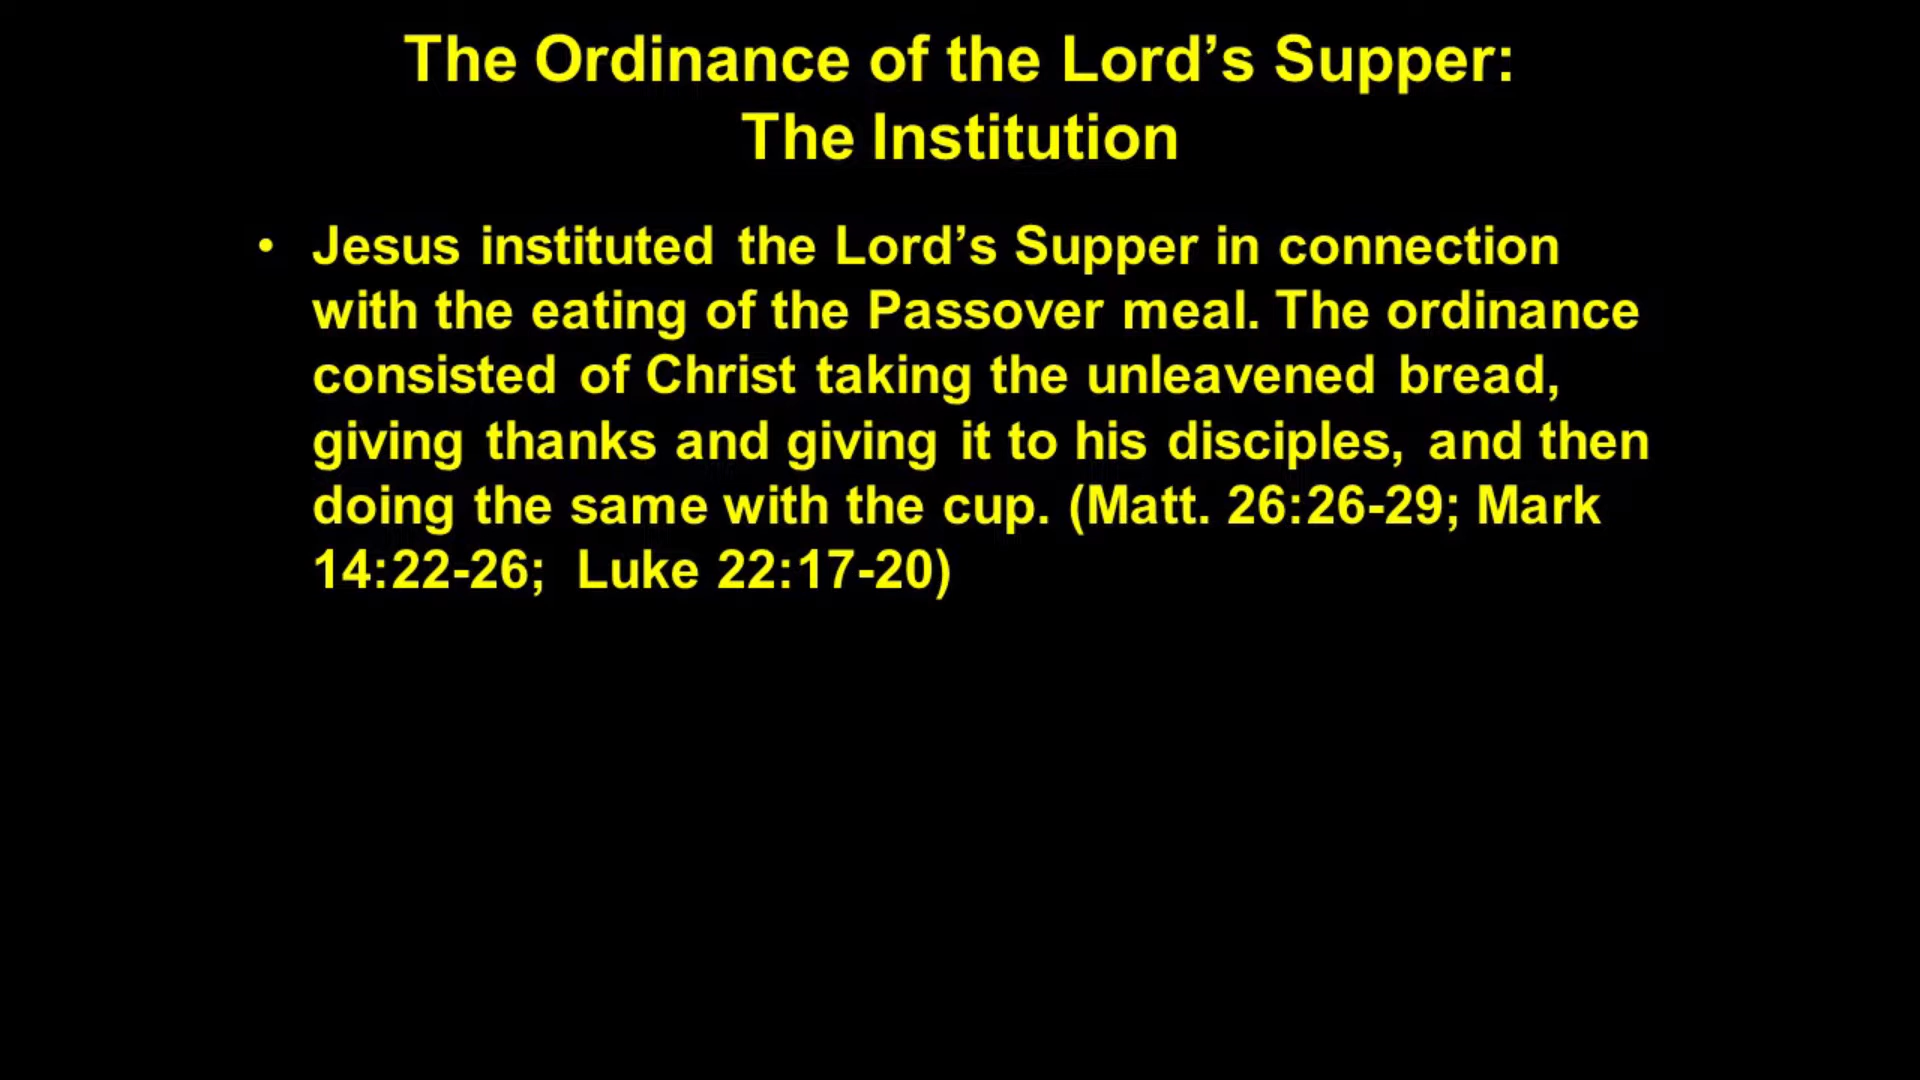 The Ordinance of the Lord’s Supper:
The Institution
• Jesus instituted the Lord’s Supper in connection
with the eating of the Passover meal. The ordinance
consisted of Christ taking the unleavened bread,
giving thanks and giving it to his disciples, and then
doing the same with the cup. (Matt. 26:26-29; Mark
14:22-26;  Luke 22:17-20)